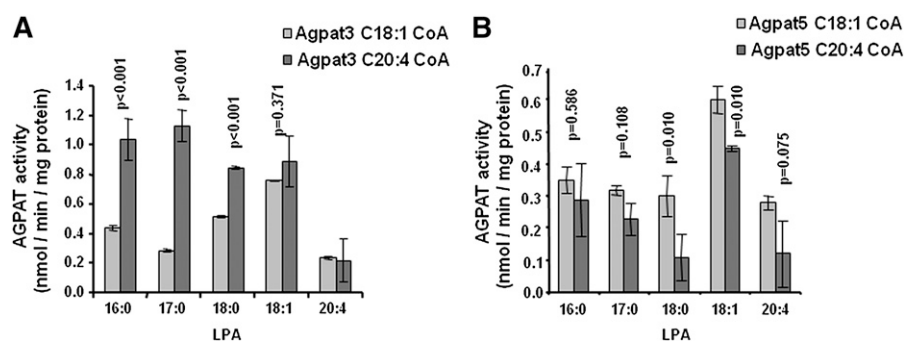 A
Agpat3 C18:1 CoA
Agpat3 C20:4 CoA
AGPAT activity
(nmol / min / mg protein)
1.4
1.2
1.0
0.8
0.6
0.4
0.2
0.0
p<0.001
p<0.001
p<0.001
p=0.371
16:0 17:0 18:0 18:1 20:4
LPA
B
Agpat5 C18:1 CoA
Agpat5 C20:4 CoA
AGPAT activity
(nmol / min / mg protein)
0.7
0.6
0.5
0.4
0.3
0.2
0.1
0.0
p=0.586
p=0.108
p=0.010
p=0.010
p=0.075
16:0 17:0 18:0 18:1 20:4
LPA